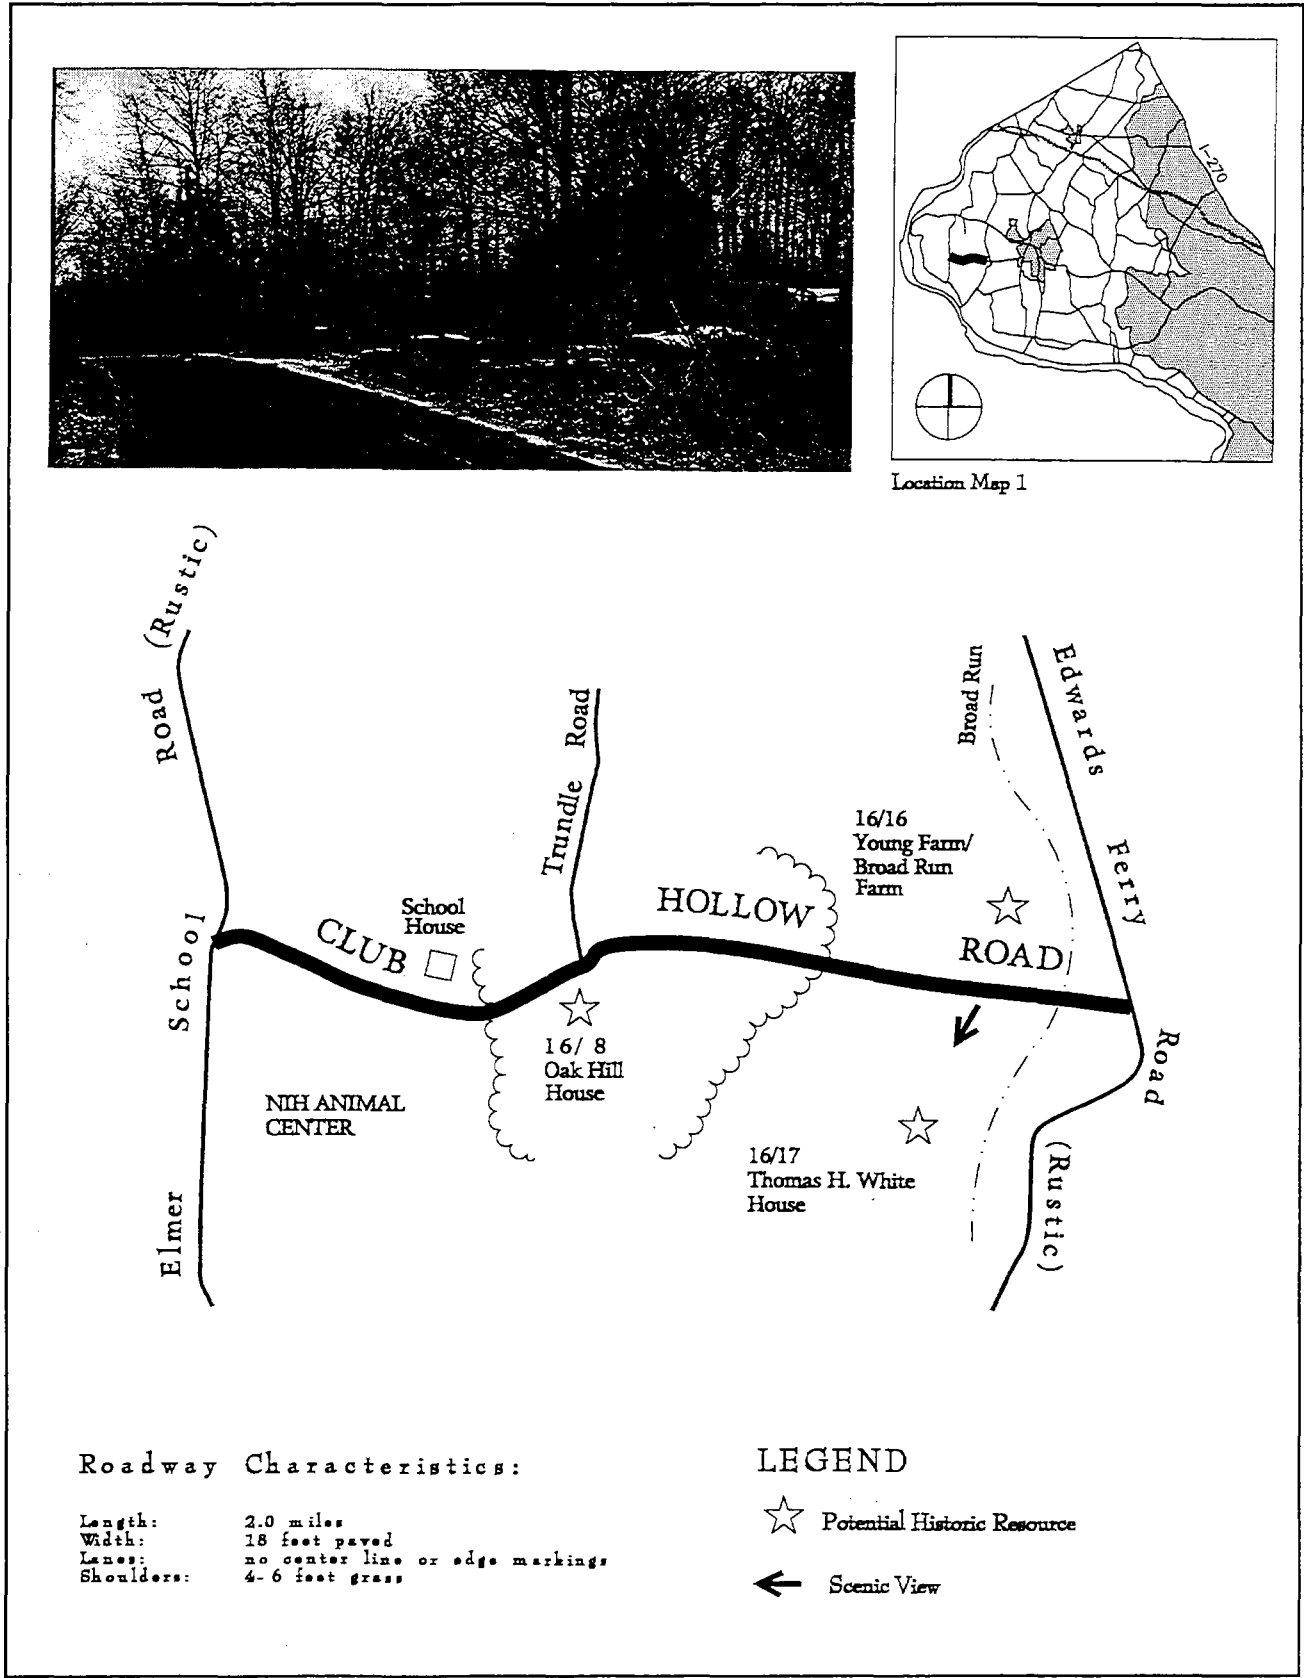 I-270
Location Map 1
Elmer School Road (Rustic)
Trundle Road
Broad Run
Edwards Ferry Road (Rustic)
16/16
Young Farm/
Broad Run
Farm
CLUB HOLLOW ROAD
School
House
16/ 8
Oak Hill
House
NIH ANIMAL
CENTER
16/17
Thomas H. White
House
Roadway Characteristics:
Length: 2.0 miles
Width: 18 feet paved
Lanes: no center line or edge markings
Shoulders: 4-6 feet grass
LEGEND
Potential Historic Resource
Scenic View